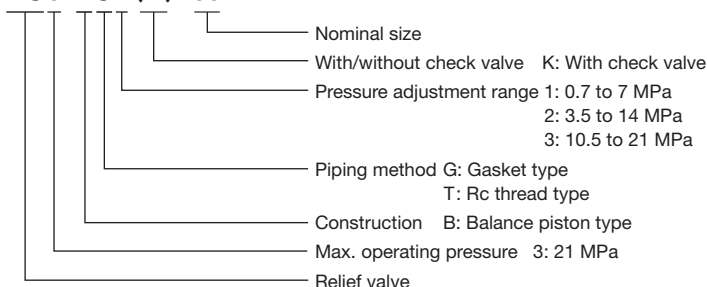 Nominal size
With/without check valve K: With check valve
Pressure adjustment range 1: 0.7 to 7 MPa
2: 3.5 to 14 MPa
3: 10.5 to 21 MPa
Piping method G: Gasket type
T: Rc thread type
Construction B: Balance piston type
Max. operating pressure 3: 21 MPa
Relief valve